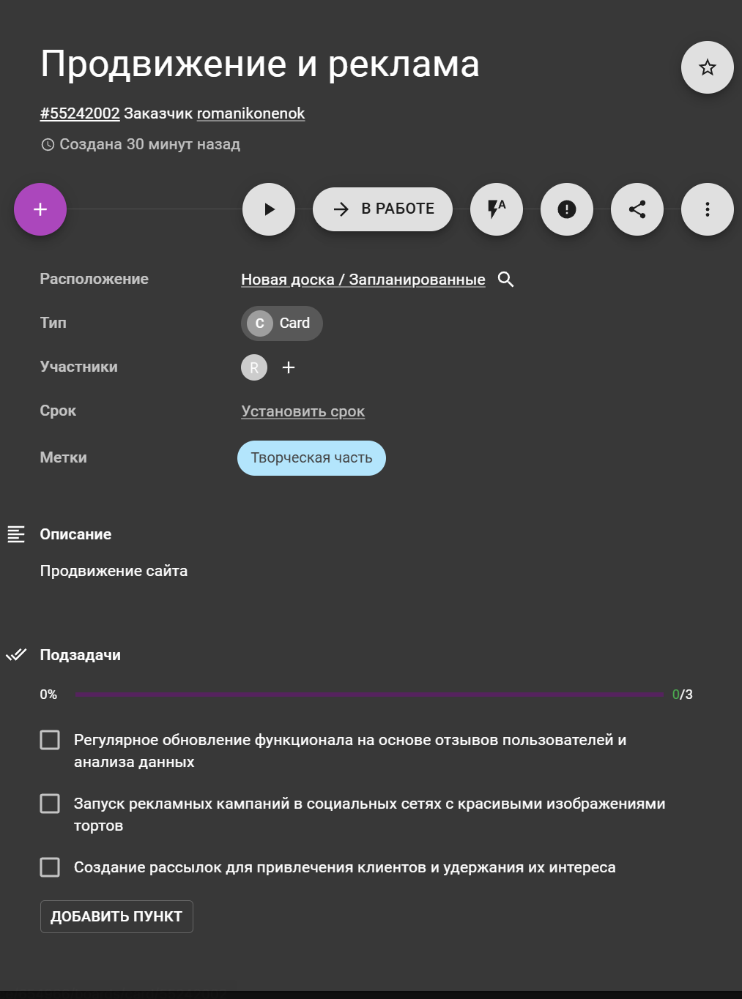 Продвижение и реклама
#55242002 Заказчик romanikonenok
Создана 30 минут назад
В РАБОТЕ
A
Расположение
Новая доска / Запланированные
Тип
C
Card
Участники
R
Срок
Установить срок
Метки
Творческая часть
Описание
Продвижение сайта
Подзадачи
0%
0/3
Регулярное обновление функционала на основе отзывов пользователей и
анализа данных
Запуск рекламных кампаний в социальных сетях с красивыми изображениями
тортов
Создание рассылок для привлечения клиентов и удержания их интереса
ДОБАВИТЬ ПУНКТ